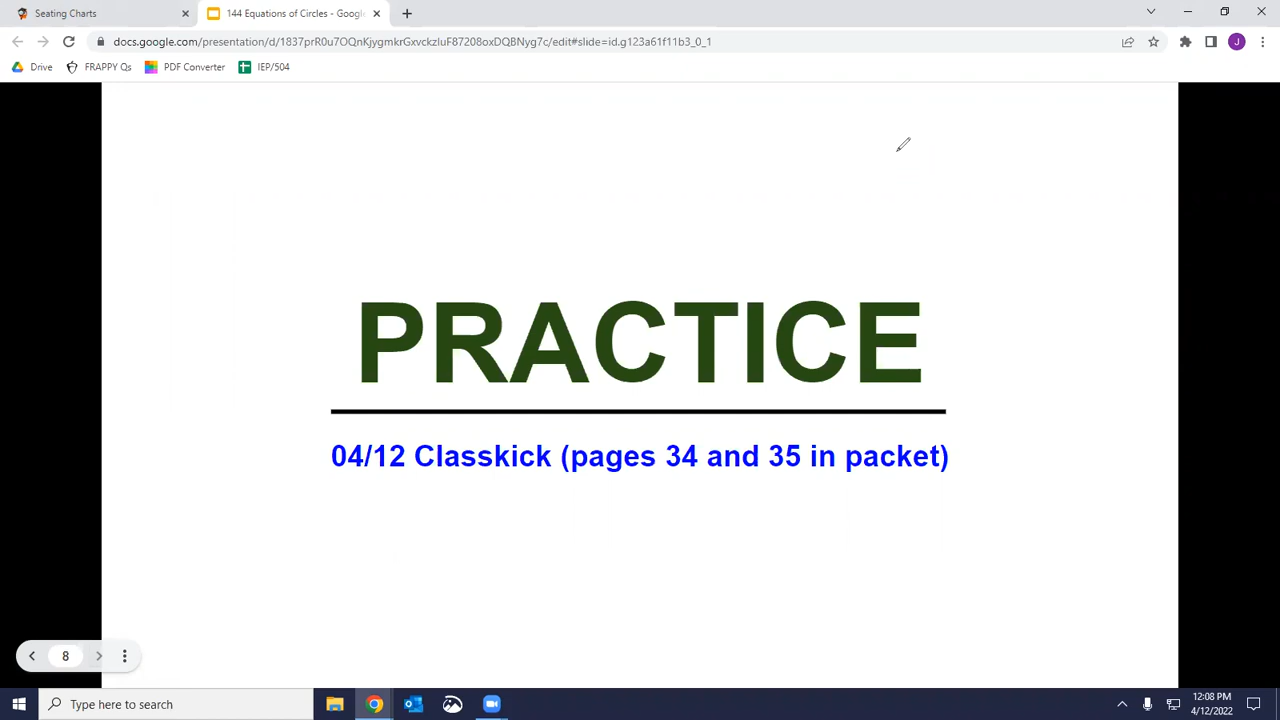 Seating Charts
144 Equations of Circles - Google
docs.google.com/presentation/d/1837prR0u7OQnKjygmkrGxvckzluF87208oxDQBNyg7c/edit#slide=id.g123a61f11b3_0_1
J
Drive
FRAPPY Qs
PDF Converter
IEP/504
PRACTICE
04/12 Classkick (pages 34 and 35 in packet)
8
Type here to search
12:08 PM
4/12/2022